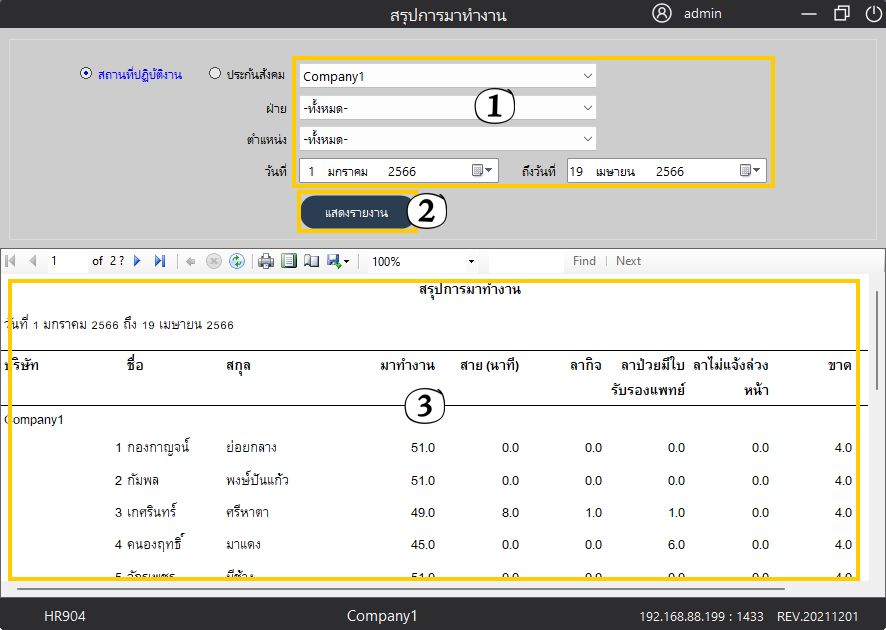 สรุปการมาทำงาน admin
สถานที่ปฏิบัติงาน ประกันสังคม Company1
ฝ่าย -ทั้งหมด-
1
ตำแหน่ง -ทั้งหมด-
วันที่ 1 มกราคม 2566 ถึงวันที่ 19 เมษายน 2566
แสดงรายงาน 2
1 of 2 ? 100% Find | Next
สรุปการมาทำงาน
วันที่ 1 มกราคม 2566 ถึง 19 เมษายน 2566
บริษัท ชื่อ สกุล มาทำงาน สาย (นาที) ลากิจ ลาป่วยมีใบ ลาไม่แจ้งล่วง ขาด
รับรองแพทย์ หน้า
3
Company1
1 กองกาญจน์ ย่อยกลาง 51.0 0.0 0.0 0.0 0.0 4.0
2 กัมพล พงษ์ปันแก้ว 51.0 0.0 0.0 0.0 0.0 4.0
3 เกศรินทร์ ศรีหาตา 49.0 8.0 1.0 1.0 0.0 4.0
4 คนองฤทธิ์ มาแดง 45.0 0.0 0.0 6.0 0.0 4.0
5 จักรเพชร มีช้าง 51.0 0.0 0.0 0.0 0.0 4.0
HR904 Company1 192.168.88.199 : 1433 REV.20211201